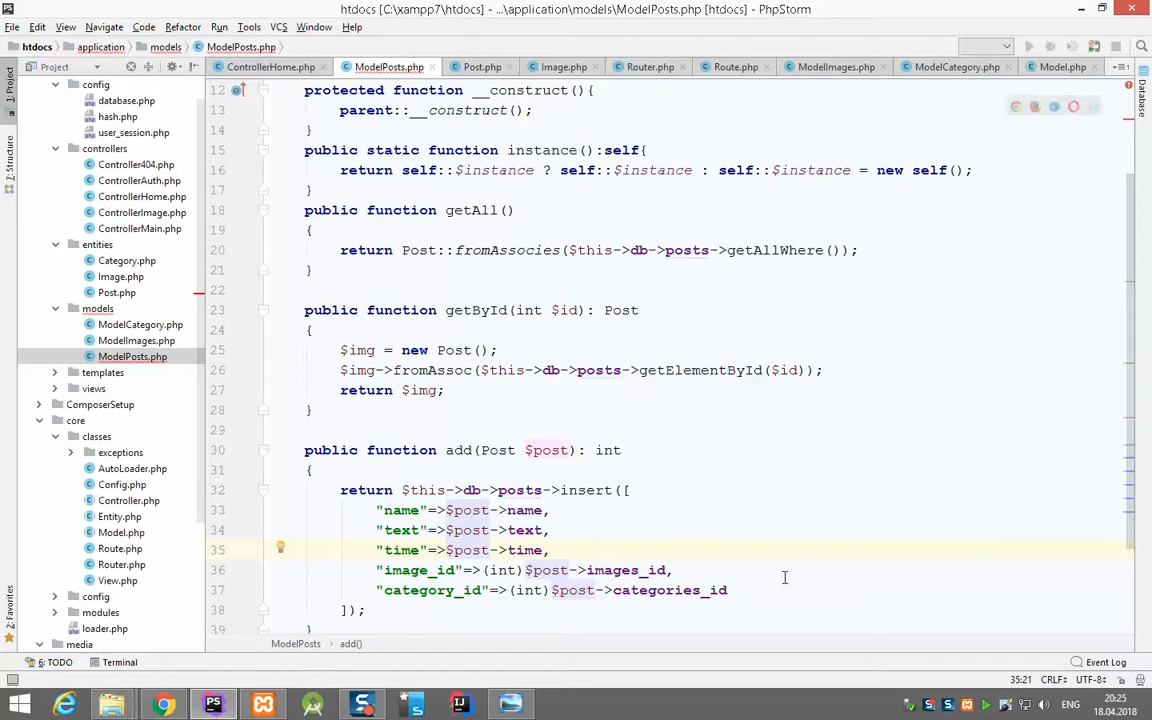 htdocs [C:\xampp7\htdocs] - ...\application\models\ModelPosts.php [htdocs] - PhpStorm
File Edit View Navigate Code Refactor Run Tools VCS Window Help
htdocs application models ModelPosts.php
Project
ControllerHome.php ModelPosts.php Post.php Image.php Router.php Route.php ModelImages.php ModelCategory.php Model.php
1: Project
7: Structure
2: Favorites
Database
config
database.php
hash.php
user_session.php
controllers
Controller404.php
ControllerAuth.php
ControllerHome.php
ControllerImage.php
ControllerMain.php
entities
Category.php
Image.php
Post.php
models
ModelCategory.php
ModelImages.php
ModelPosts.php
templates
views
ComposerSetup
core
classes
exceptions
AutoLoader.php
Config.php
Controller.php
Entity.php
Model.php
Route.php
Router.php
View.php
config
modules
loader.php
media
12 protected function __construct(){
13 parent::__construct();
14 }
15 public static function instance():self{
16 return self::$instance ? self::$instance : self::$instance = new self();
17 }
18 public function getAll()
19 {
20 return Post::fromAssocies($this->db->posts->getAllWhere());
21 }
22
23 public function getById(int $id): Post
24 {
25 $img = new Post();
26 $img->fromAssoc($this->db->posts->getElementById($id));
27 return $img;
28 }
29
30 public function add(Post $post): int
31 {
32 return $this->db->posts->insert([
33 "name"=>$post->name,
34 "text"=>$post->text,
35 "time"=>$post->time,
36 "image_id"=>(int)$post->images_id,
37 "category_id"=>(int)$post->categories_id
38 ]);
39 }
ModelPosts add()
6: TODO Terminal Event Log
35:21 CRLF÷ UTF-8÷
ENG 20:25
18.04.2018